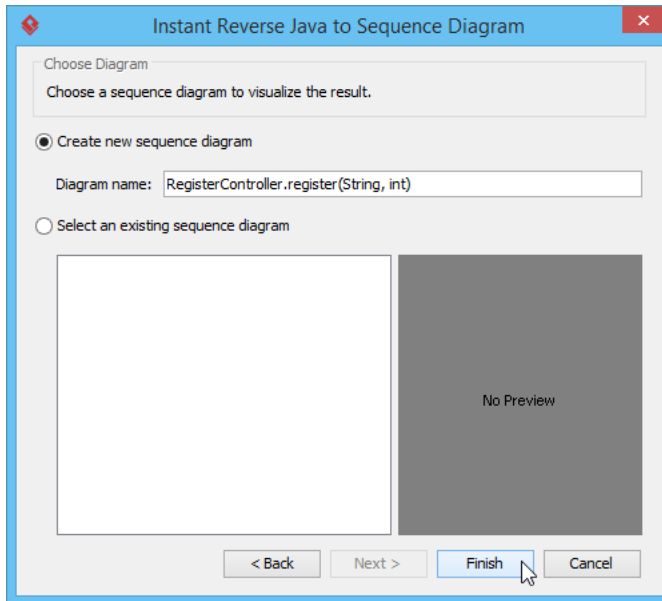 Instant Reverse Java to Sequence Diagram
Choose Diagram
Choose a sequence diagram to visualize the result.
Create new sequence diagram
Diagram name: RegisterController.register(String, int)
Select an existing sequence diagram
No Preview
< Back Next > Finish Cancel